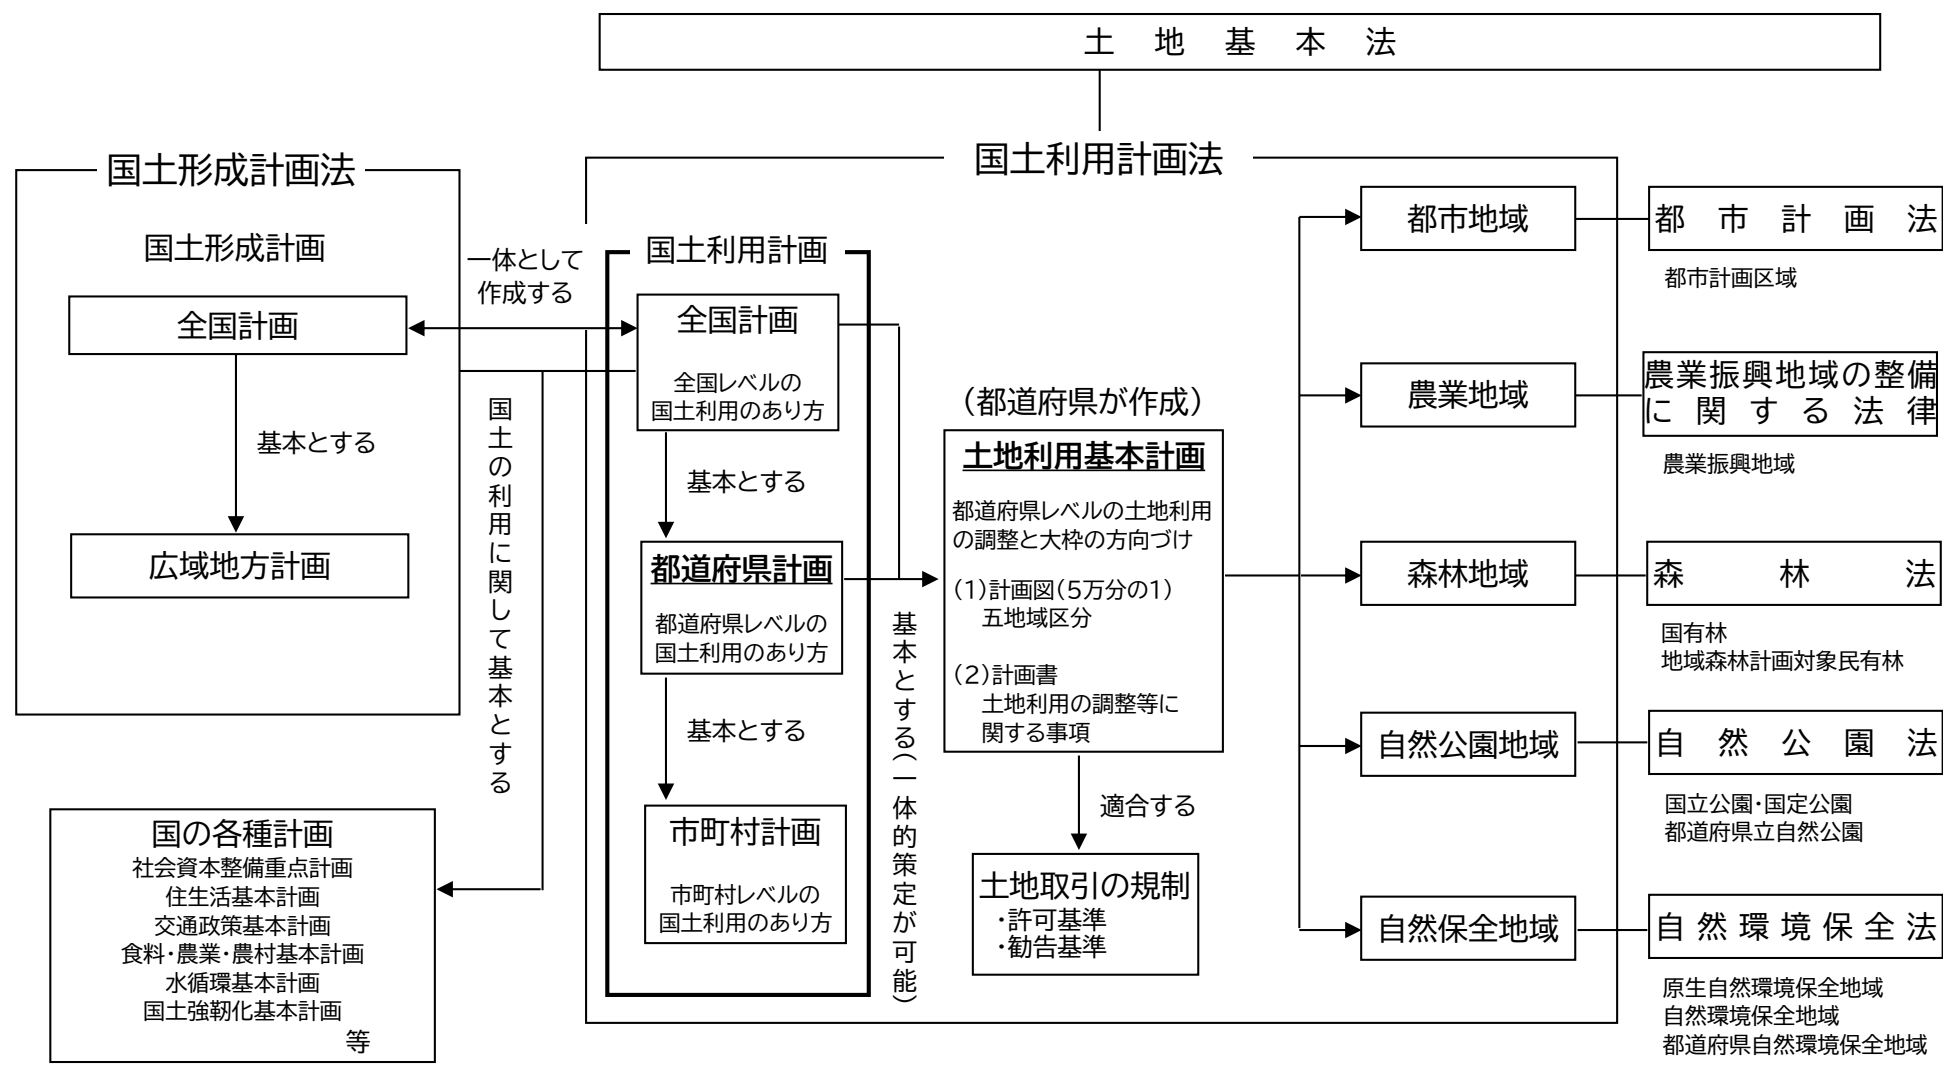 土地基本法
国土形成計画法
国土形成計画
全国計画
基本とする
広域地方計画
一体として
作成する
国土の利用に関して基本とする
国の各種計画
社会資本整備重点計画
住生活基本計画
交通政策基本計画
食料・農業・農村基本計画
水循環基本計画
国土強靭化基本計画
等
国土利用計画法
国土利用計画
全国計画
全国レベルの
国土利用のあり方
基本とする
都道府県計画
都道府県レベルの
国土利用のあり方
基本とする
市町村計画
市町村レベルの
国土利用のあり方
基本とする(一体的策定が可能)
(都道府県が作成)
土地利用基本計画
都道府県レベルの土地利用
の調整と大枠の方向づけ
(1)計画図(5万分の1)
五地域区分
(2)計画書
土地利用の調整等に
関する事項
適合する
土地取引の規制
・許可基準
・勧告基準
都市地域
農業地域
森林地域
自然公園地域
自然保全地域
都市計画法
都市計画区域
農業振興地域の整備
に関する法律
農業振興地域
森林法
国有林
地域森林計画対象民有林
自然公園法
国立公園・国定公園
都道府県立自然公園
自然環境保全法
原生自然環境保全地域
自然環境保全地域
都道府県自然環境保全地域